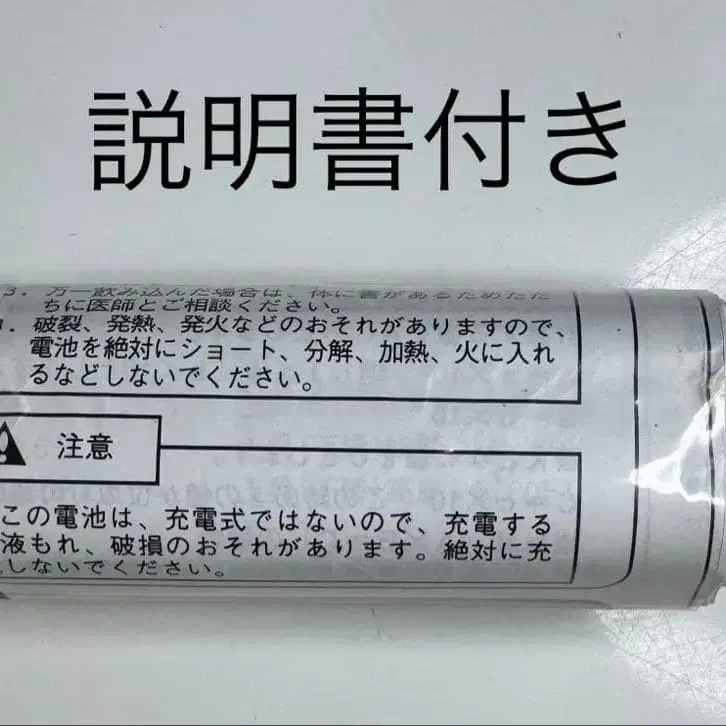 説明書付き
3. 万一飲み込んだ場合は、体に害があるためただ
ちに医師とご相談ください。
4. 破裂、発熱、発火などのおそれがありますので、
電池を絶対にショート、分解、加熱、火に入れ
るなどしないでください。
注意
この電池は、充電式ではないので、充電する
液もれ、破損のおそれがあります。絶対に充
しないでください。